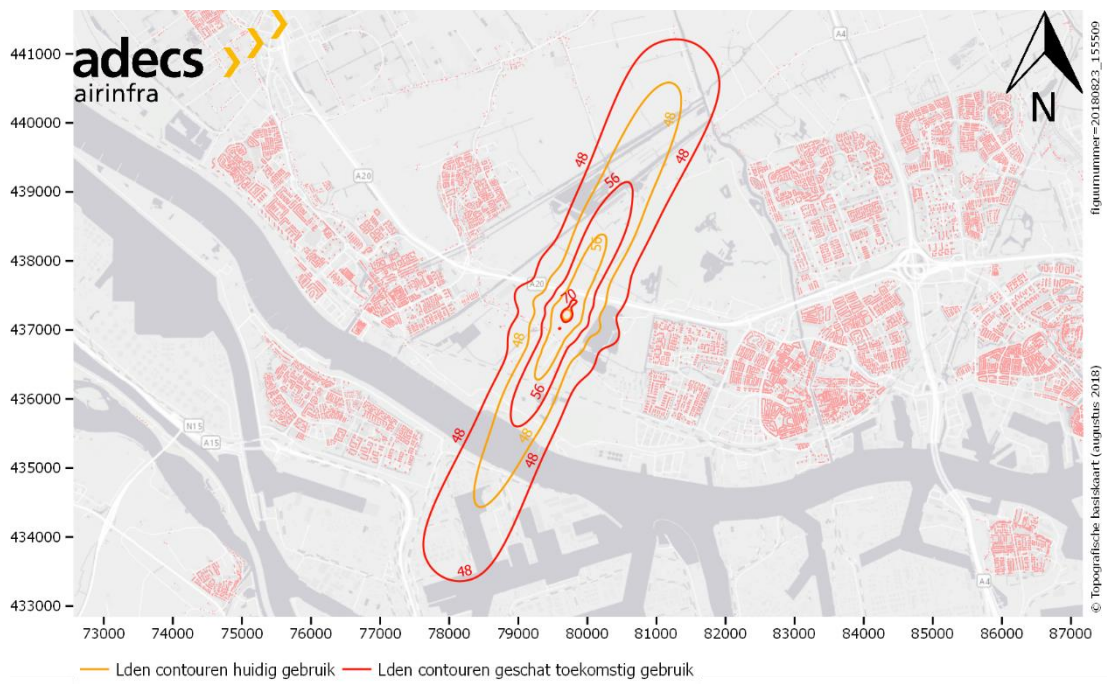 adecs
airinfra
441000
440000
439000
438000
437000
436000
435000
434000
433000
A4
A20
48
48
48
56
56
A20
70
48
56
48
48
48
48
N15
A15
A4
N
figuurnummer=20180823_155509
© Topografische basiskaart (augustus 2018)
73000 74000 75000 76000 77000 78000 79000 80000 81000 82000 83000 84000 85000 86000 87000
Lden contouren huidig gebruik Lden contouren geschat toekomstig gebruik